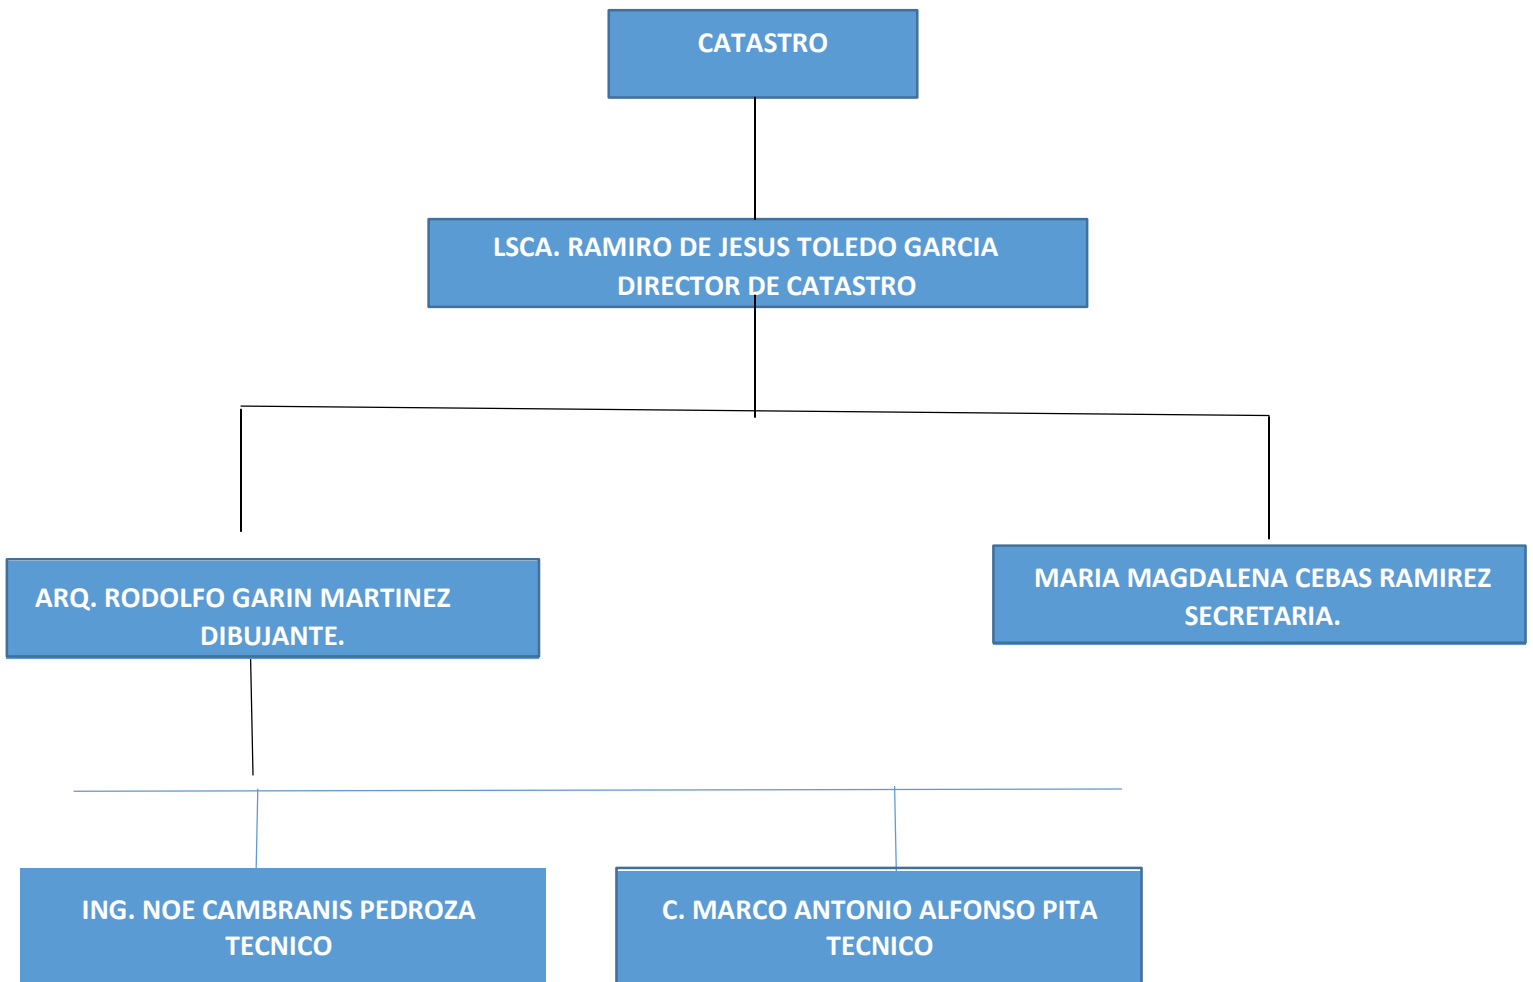 CATASTRO
LSCA. RAMIRO DE JESUS TOLEDO GARCIA
DIRECTOR DE CATASTRO
ARQ. RODOLFO GARIN MARTINEZ
DIBUJANTE.
MARIA MAGDALENA CEBAS RAMIREZ
SECRETARIA.
ING. NOE CAMBRANIS PEDROZA
TECNICO
C. MARCO ANTONIO ALFONSO PITA
TECNICO